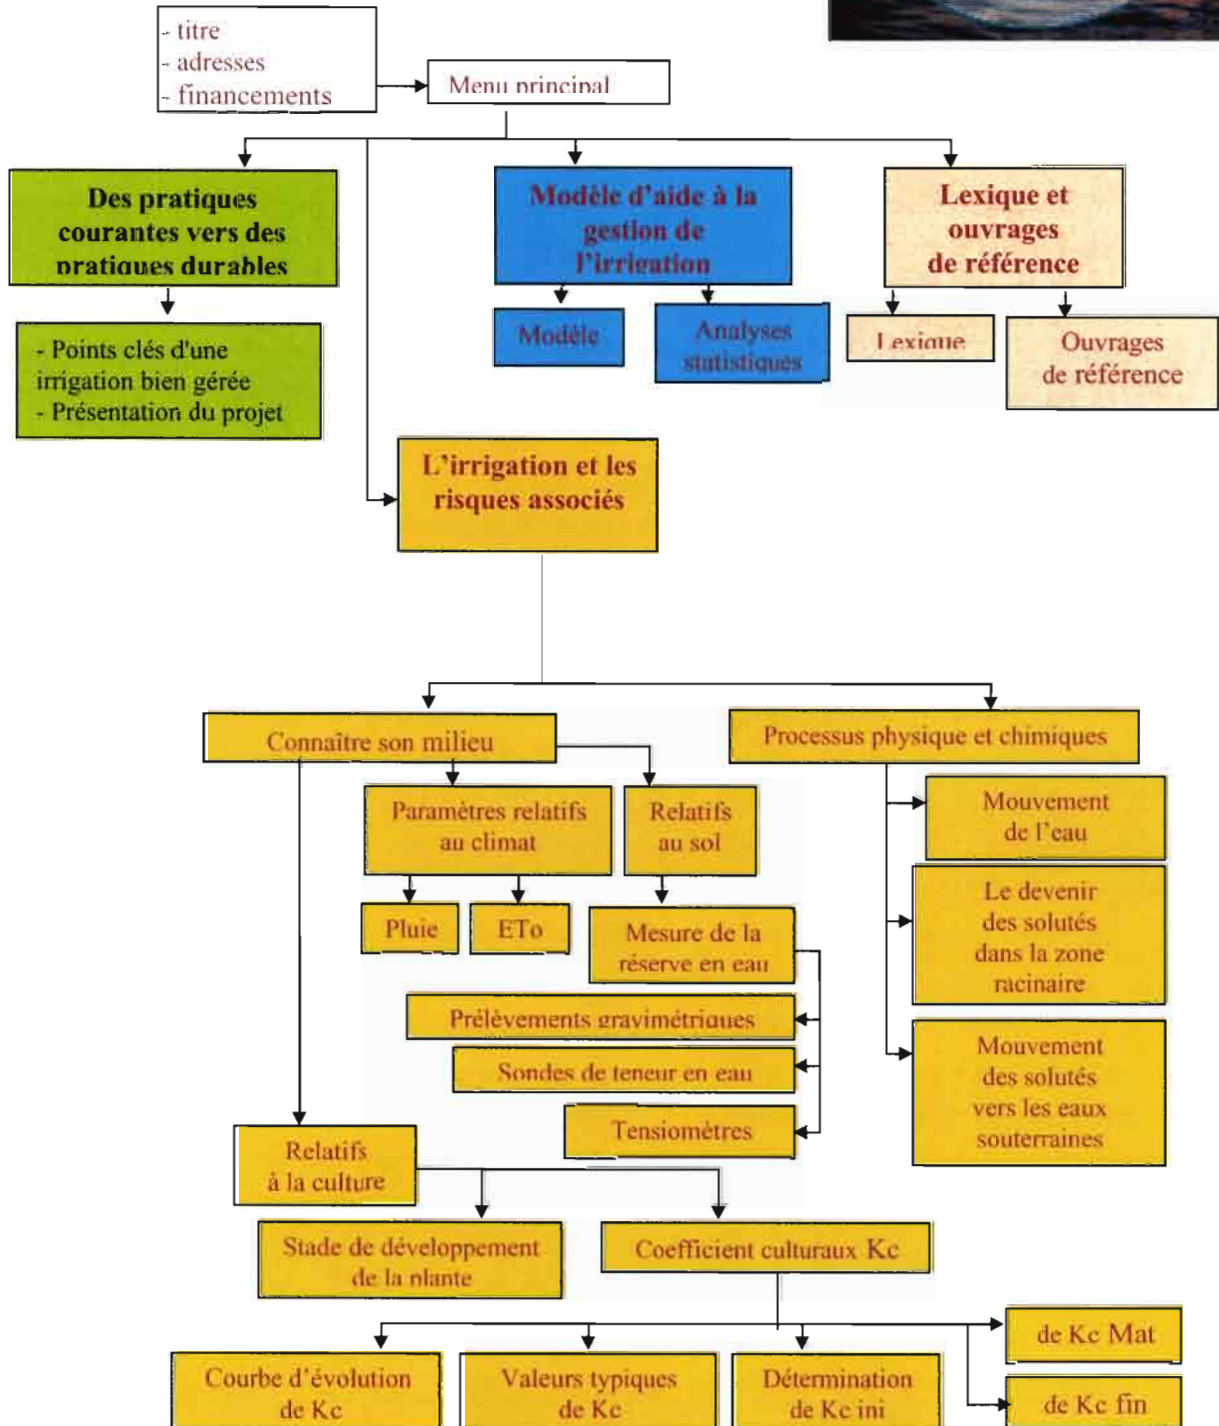 - titre
- adresses
- financements
Menu principal
Des pratiques
courantes vers des
pratiques durables
Modèle d'aide à la
gestion de
l'irrigation
Lexique et
ouvrages
de référence
- Points clés d'une
irrigation bien gérée
- Présentation du projet
Modèle
Analyses
statistiques
Lexique
Ouvrages
de référence
L'irrigation et les
risques associés
Connaître son milieu
Processus physique et chimiques
Paramètres relatifs
au climat
Relatifs
au sol
Mouvement
de l'eau
Pluie
ETo
Mesure de la
réserve en eau
Le devenir
des solutés
dans la zone
racinaire
Prélèvements gravimétriques
Sondes de teneur en eau
Tensiomètres
Mouvement
des solutés
vers les eaux
souterraines
Relatifs
à la culture
Stade de développement
de la plante
Coefficient culturaux Kc
Courbe d'évolution
de Kc
Valeurs typiques
de Kc
Détermination
de Kc ini
de Kc Mat
de Kc fin